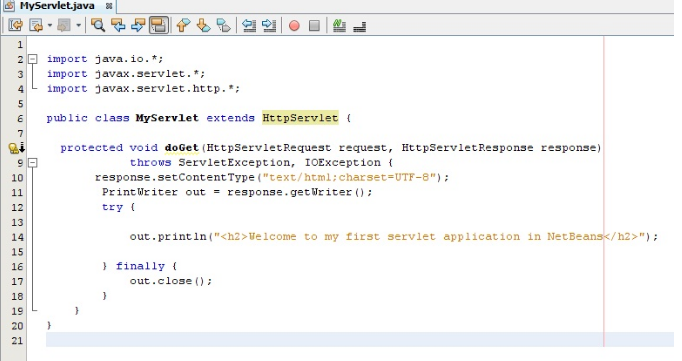 MyServlet.java
1
2 import java.io.*;
3 import javax.servlet.*;
4 import javax.servlet.http.*;
5
6 public class MyServlet extends HttpServlet {
7
protected void doGet(HttpServletRequest request, HttpServletResponse response)
9 throws ServletException, IOException {
10 response.setContentType("text/html;charset=UTF-8");
11 PrintWriter out = response.getWriter();
12 try {
13
14 out.println("<h2>Welcome to my first servlet application in NetBeans</h2>");
15
16 } finally {
17 out.close();
18 }
19 }
20 }
21